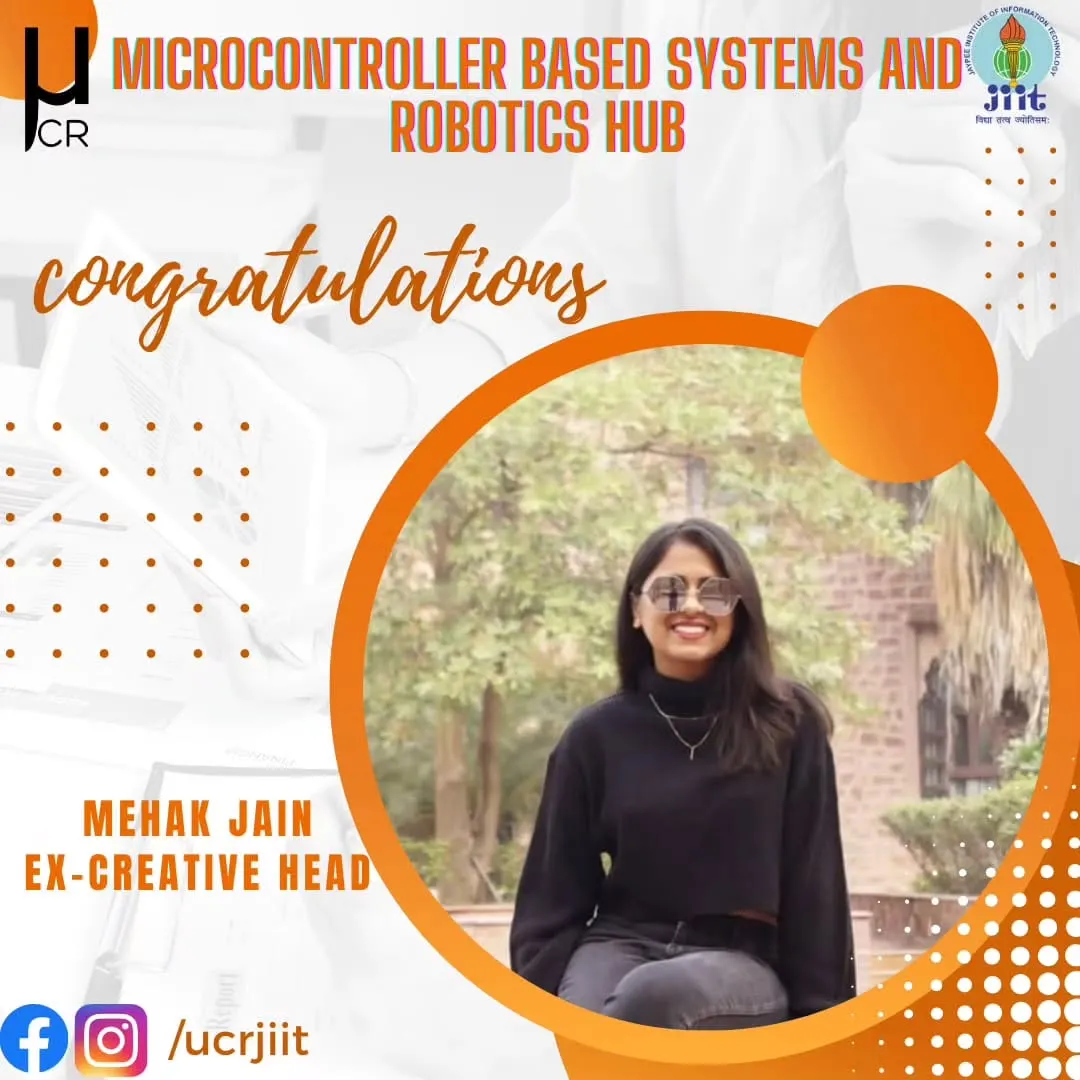 µ
CR
MICROCONTROLLER BASED SYSTEMS AND
ROBOTICS HUB
JAYPEE INSTITUTE OF INFORMATION TECHNOLOGY
jiit
विद्या तत्व ज्योतिसमः
congratulations
MEHAK JAIN
EX-CREATIVE HEAD
Report
/ucrjiit